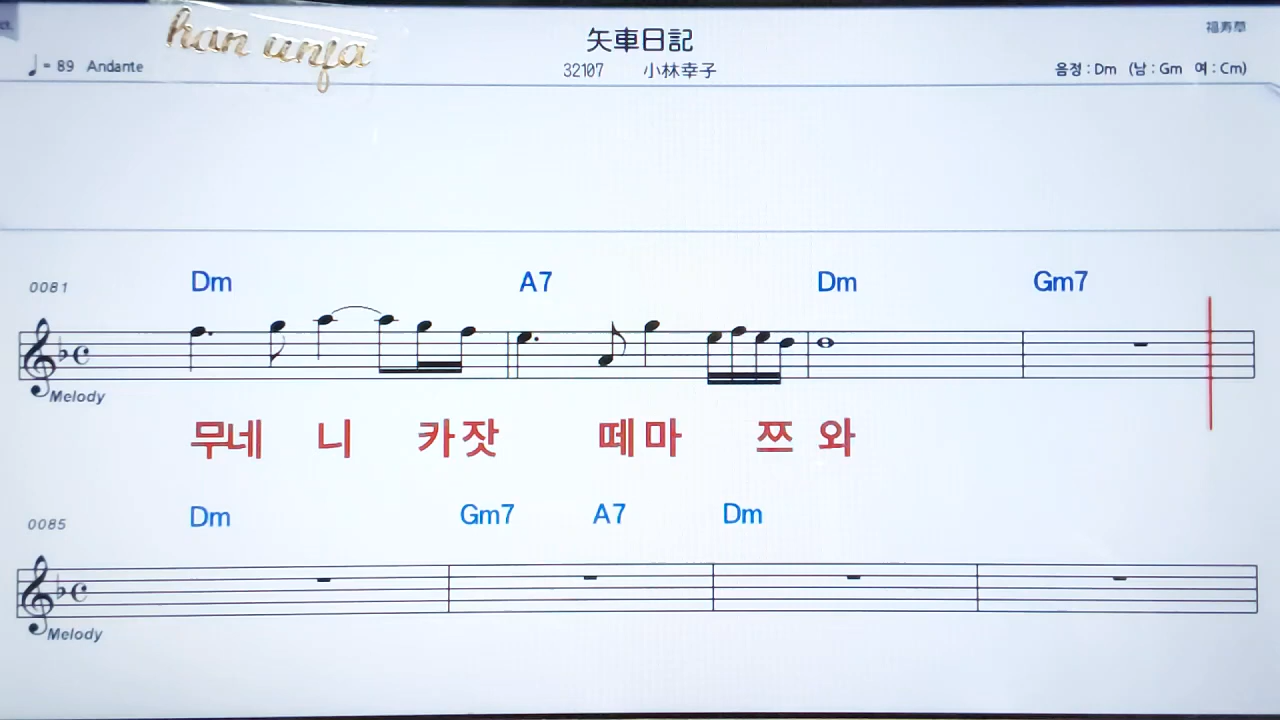 han unja
矢車日記
福寿草
♩= 89 Andante
32107 小林幸子
음정 : Dm (남 : Gm 여 : Cm)
0081 Dm A7 Dm Gm7
Melody
무네 니 카잣 떼마 쯔 와
0085 Dm Gm7 A7 Dm
Melody